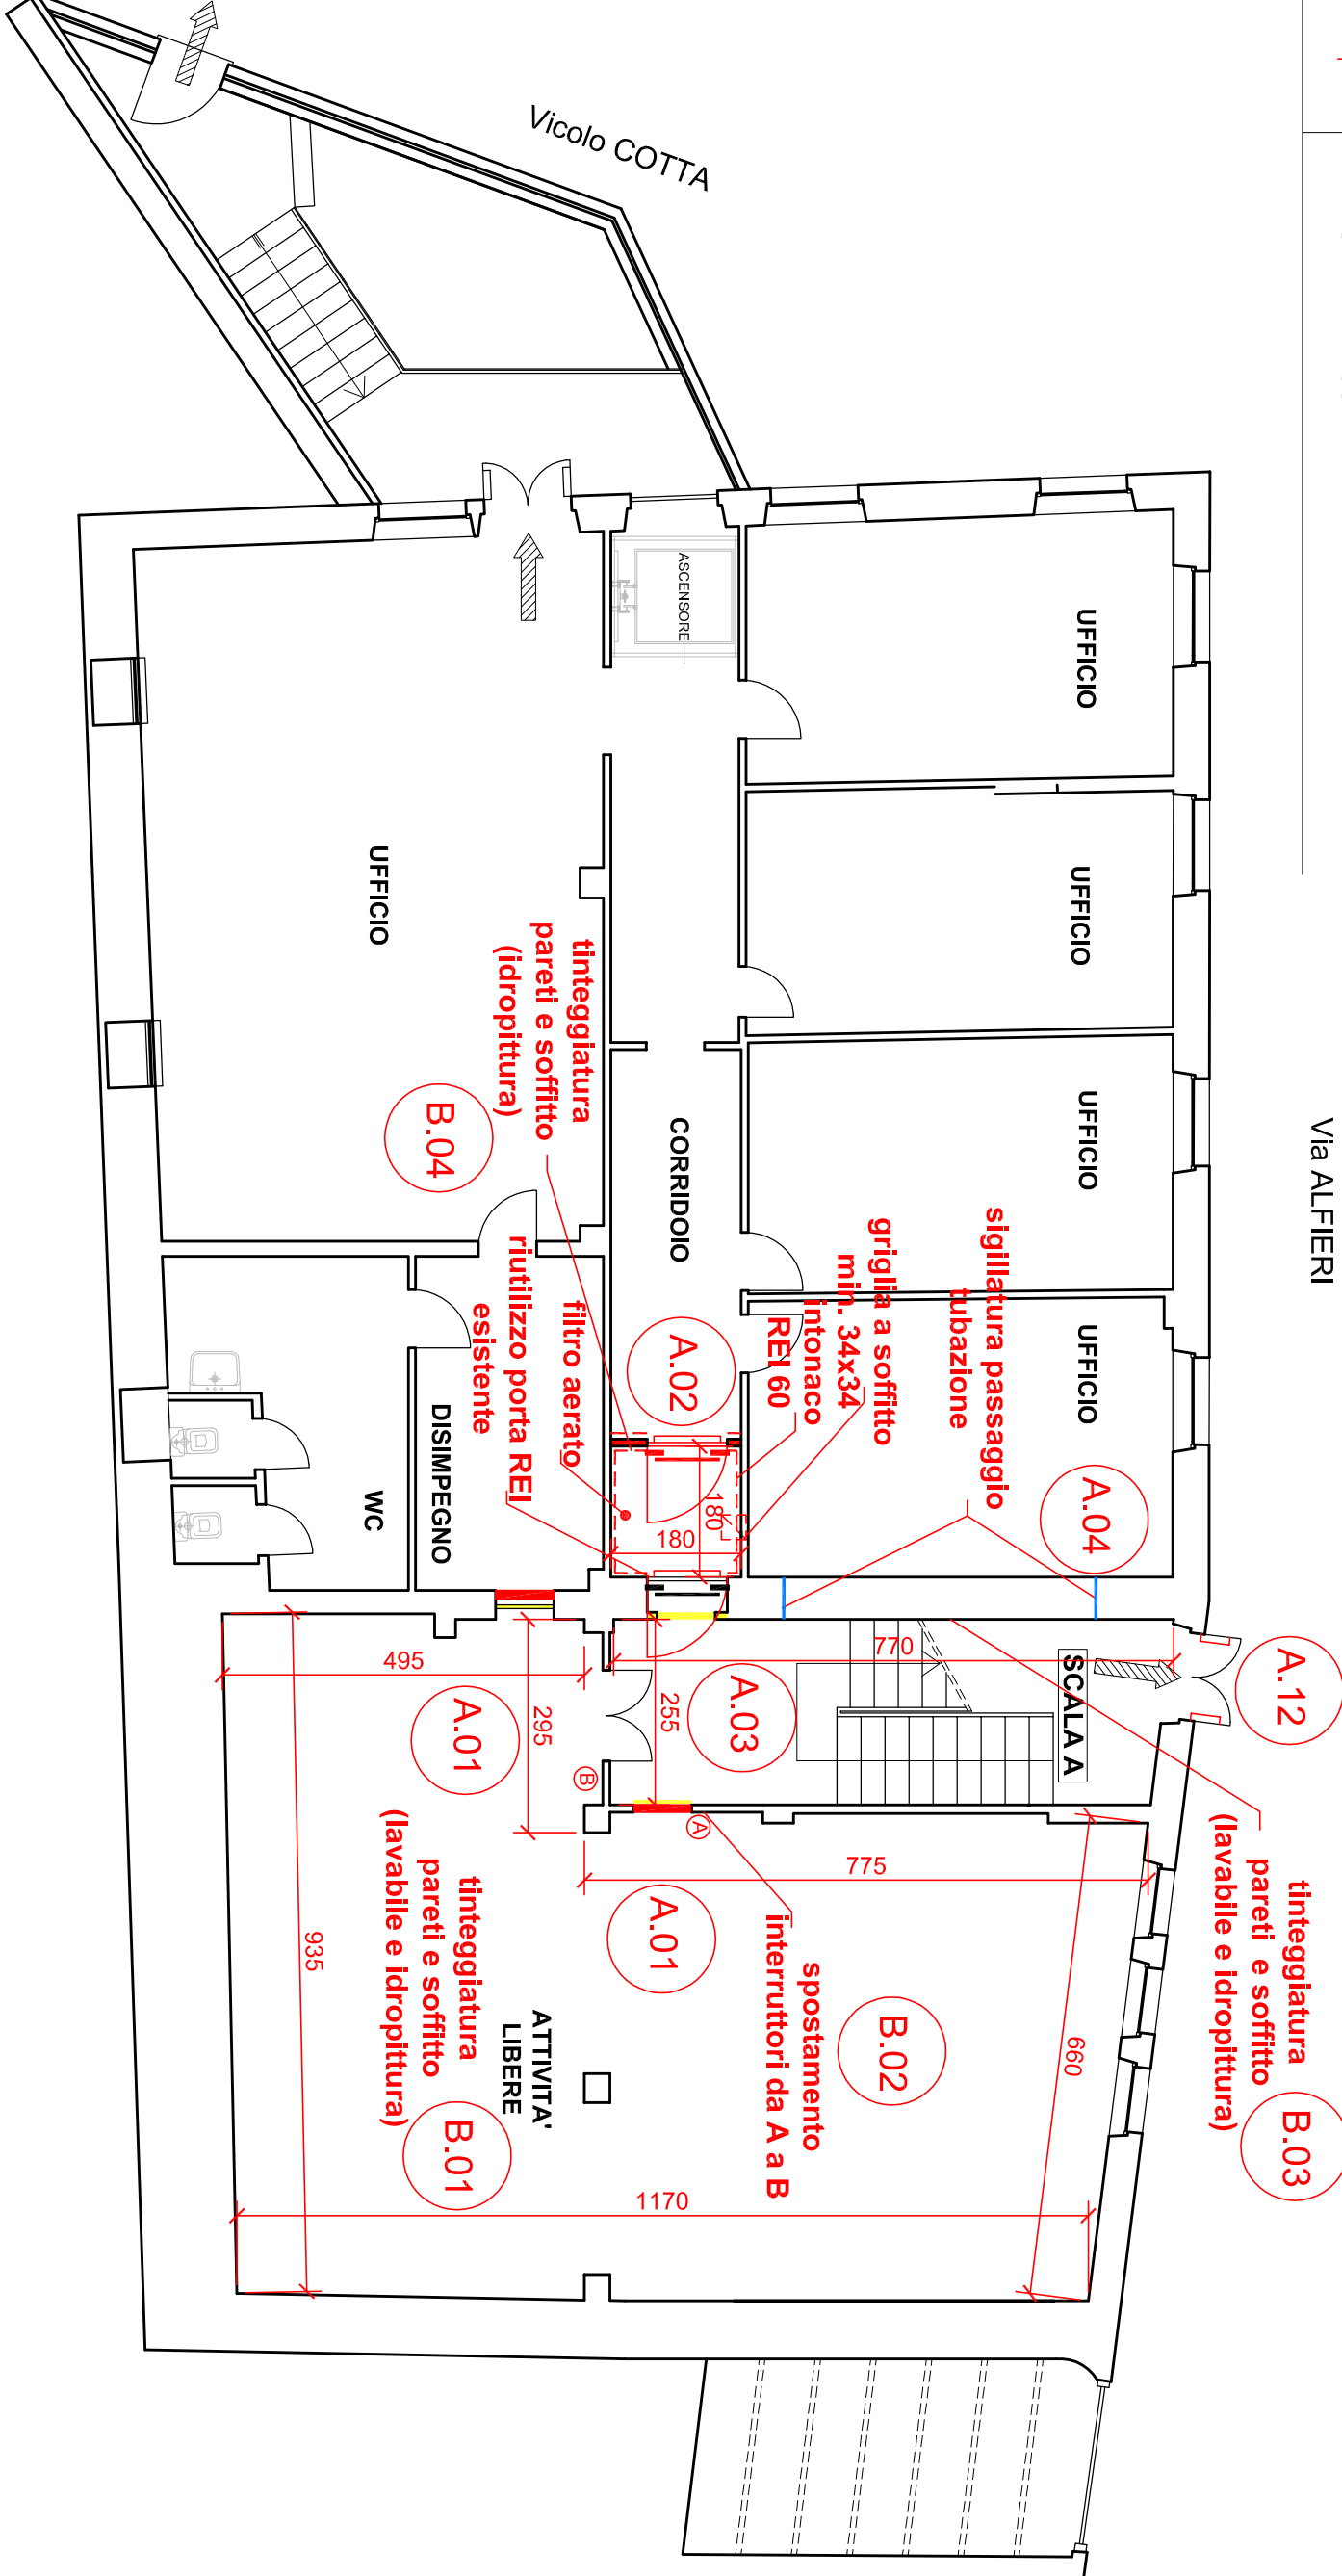 Via ALFIERI
Vicolo COTTA
UFFICIO
UFFICIO
UFFICIO
UFFICIO
ASCENSORE
UFFICIO
CORRIDOIO
DISIMPEGNO
WC
SCALA A
ATTIVITA'
LIBERE
tinteggiatura
pareti e soffitto
(idropittura)
B.04
riutilizzo porta REI
esistente
filtro aerato
A.02
intonaco
REI 60
griglia a soffitto
min. 34x34
sigillatura passaggio
tubazione
A.04
180
180
A.12
770
A.03
255
495
295
A.01
B
A
775
A.01
spostamento
interruttori da A a B
B.02
660
tinteggiatura
pareti e soffitto
(lavabile e idropittura)
B.03
tinteggiatura
pareti e soffitto
(lavabile e idropittura)
B.01
935
1170